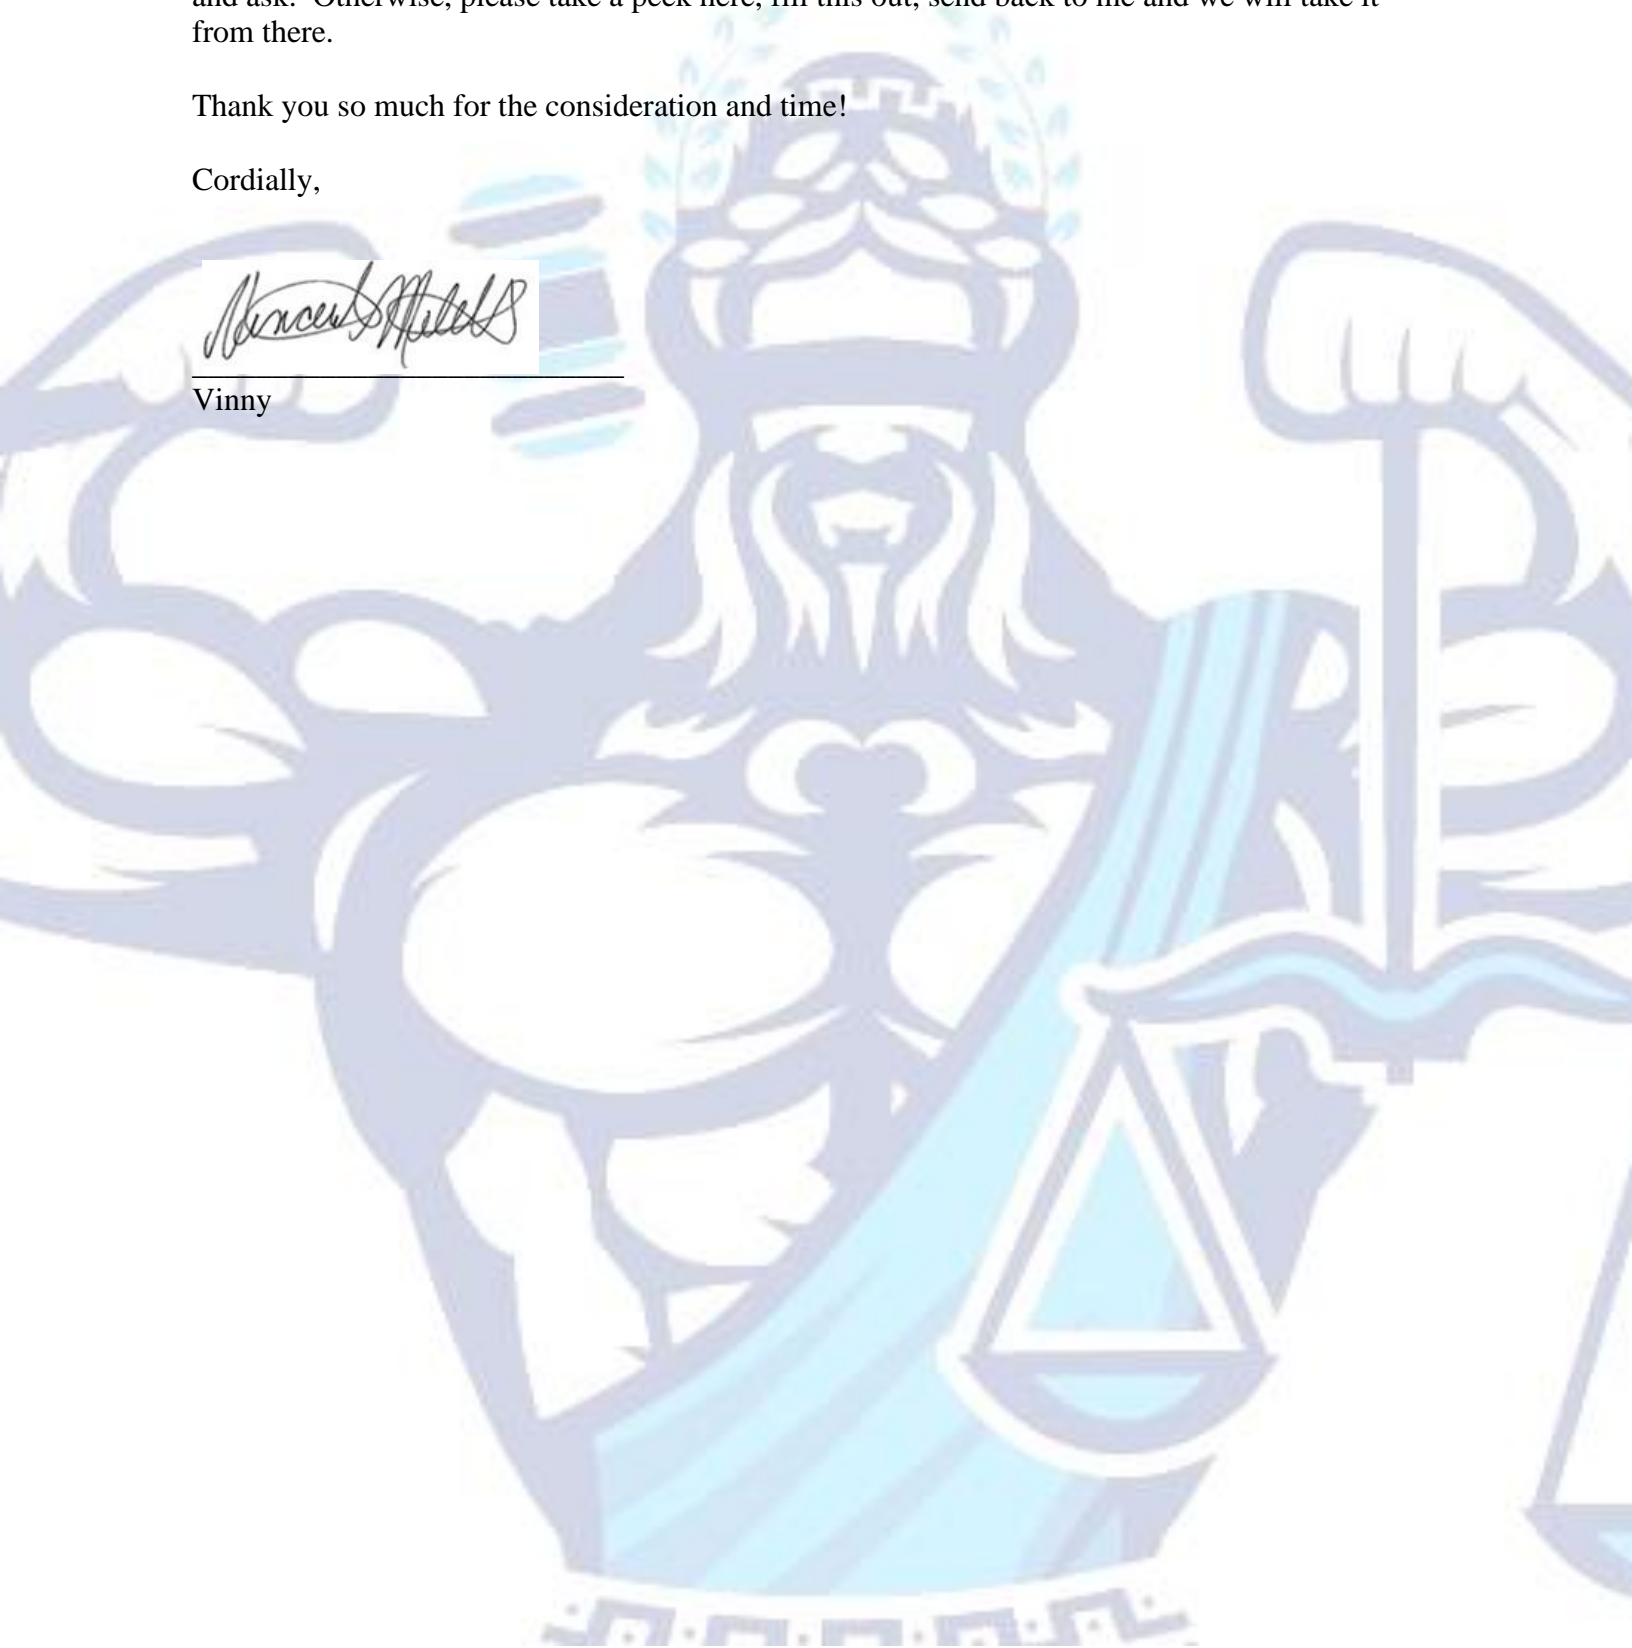 and ask. Otherwise, please take a peek here, fill this out, send back to me and we will take it
from there.
Thank you so much for the consideration and time!
Cordially,
Vinny